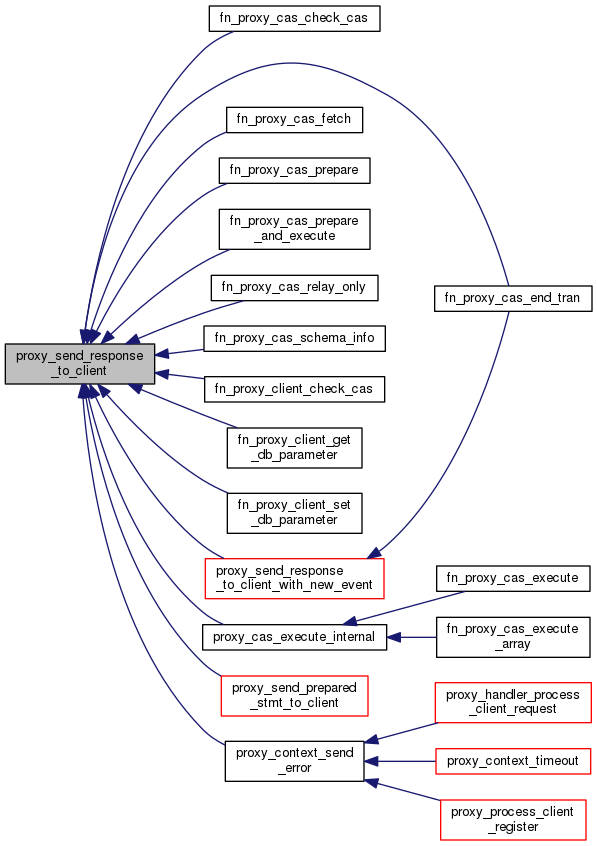 fn_proxy_cas_check_cas
fn_proxy_cas_fetch
fn_proxy_cas_prepare
fn_proxy_cas_prepare
_and_execute
fn_proxy_cas_relay_only
fn_proxy_cas_end_tran
fn_proxy_cas_schema_info
proxy_send_response
_to_client
fn_proxy_client_check_cas
fn_proxy_client_get
_db_parameter
fn_proxy_client_set
_db_parameter
proxy_send_response
_to_client_with_new_event
fn_proxy_cas_execute
proxy_cas_execute_internal
fn_proxy_cas_execute
_array
proxy_send_prepared
_stmt_to_client
proxy_handler_process
_client_request
proxy_context_send
_error
proxy_context_timeout
proxy_process_client
_register